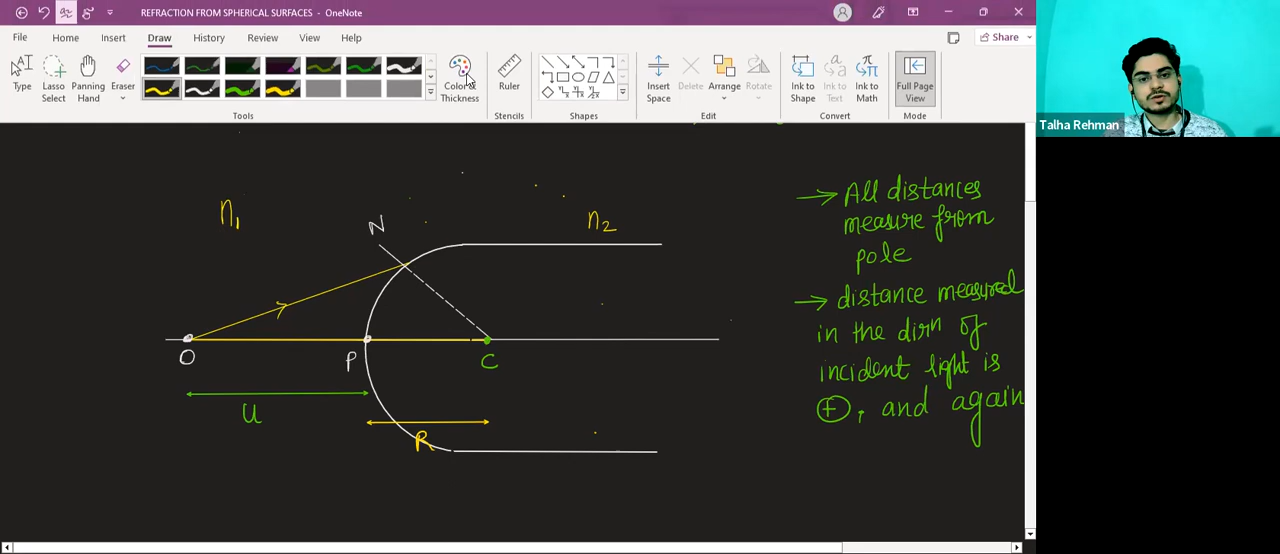 REFRACTION FROM SPHERICAL SURFACES - OneNote
File Home Insert Draw History Review View Help
Share
Type
Lasso Select
Panning Hand
Eraser
Color & Thickness
Ruler
Insert Space
Delete
Arrange
Rotate
Ink to Shape
Ink to Text
Ink to Math
Full Page View
Tools
Stencils
Shapes
Edit
Convert
Mode
Talha Rehman
n1
N
n2
O
P
C
u
R
→ All distances
measure from
pole
→ distance measured
in the dirn of
incident light is
⊕, and again